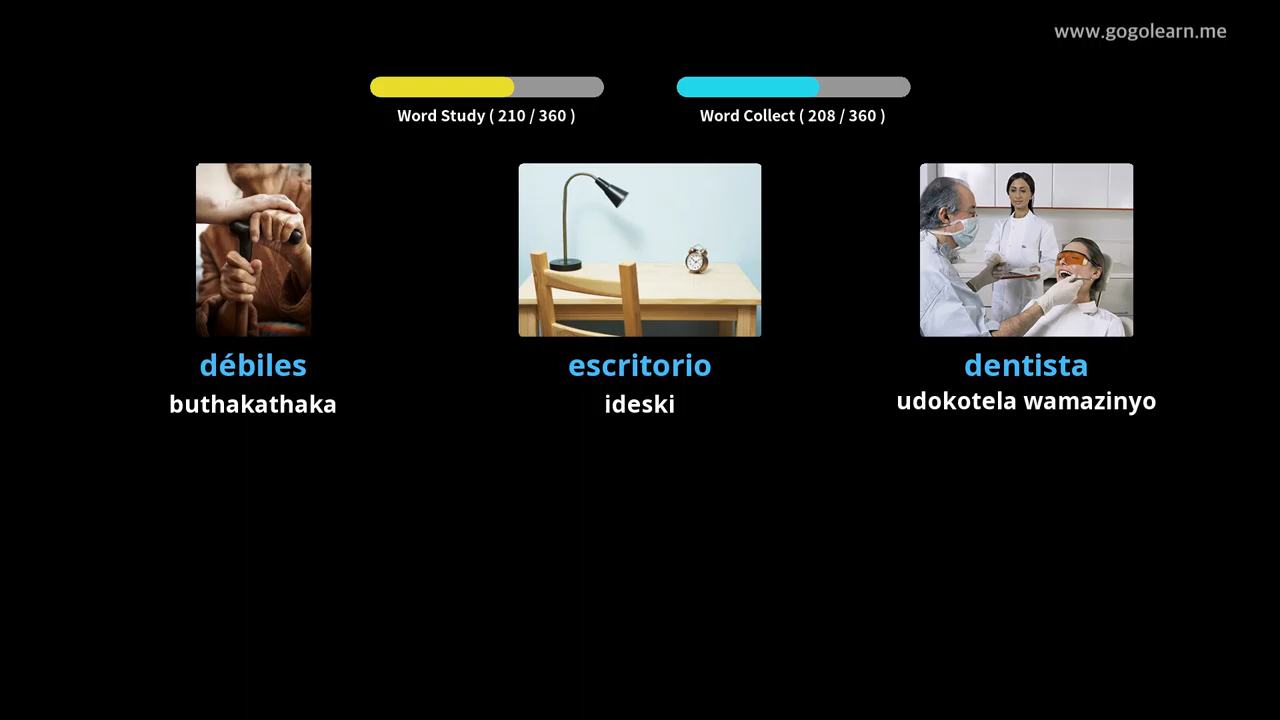 www.gogolearn.me
Word Study ( 210 / 360 )
Word Collect ( 208 / 360 )
débiles
buthakathaka
escritorio
ideski
dentista
udokotela wamazinyo